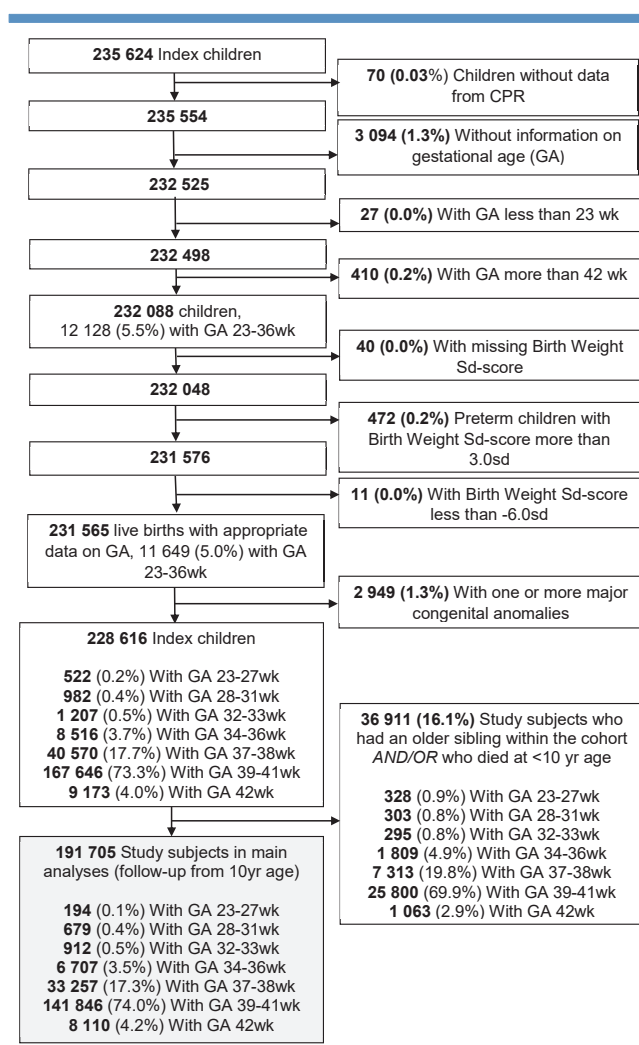 235 624 Index children
70 (0.03%) Children without data
from CPR
235 554
3 094 (1.3%) Without information on
gestational age (GA)
232 525
27 (0.0%) With GA less than 23 wk
232 498
410 (0.2%) With GA more than 42 wk
232 088 children,
12 128 (5.5%) with GA 23-36wk
40 (0.0%) With missing Birth Weight
Sd-score
232 048
472 (0.2%) Preterm children with
Birth Weight Sd-score more than
3.0sd
231 576
11 (0.0%) With Birth Weight Sd-score
less than -6.0sd
231 565 live births with appropriate
data on GA, 11 649 (5.0%) with GA
23-36wk
2 949 (1.3%) With one or more major
congenital anomalies
228 616 Index children
522 (0.2%) With GA 23-27wk
982 (0.4%) With GA 28-31wk
1 207 (0.5%) With GA 32-33wk
8 516 (3.7%) With GA 34-36wk
40 570 (17.7%) With GA 37-38wk
167 646 (73.3%) With GA 39-41wk
9 173 (4.0%) With GA 42wk
36 911 (16.1%) Study subjects who
had an older sibling within the cohort
AND/OR who died at <10 yr age
328 (0.9%) With GA 23-27wk
303 (0.8%) With GA 28-31wk
295 (0.8%) With GA 32-33wk
1 809 (4.9%) With GA 34-36wk
7 313 (19.8%) With GA 37-38wk
25 800 (69.9%) With GA 39-41wk
1 063 (2.9%) With GA 42wk
191 705 Study subjects in main
analyses (follow-up from 10yr age)
194 (0.1%) With GA 23-27wk
679 (0.4%) With GA 28-31wk
912 (0.5%) With GA 32-33wk
6 707 (3.5%) With GA 34-36wk
33 257 (17.3%) With GA 37-38wk
141 846 (74.0%) With GA 39-41wk
8 110 (4.2%) With GA 42wk